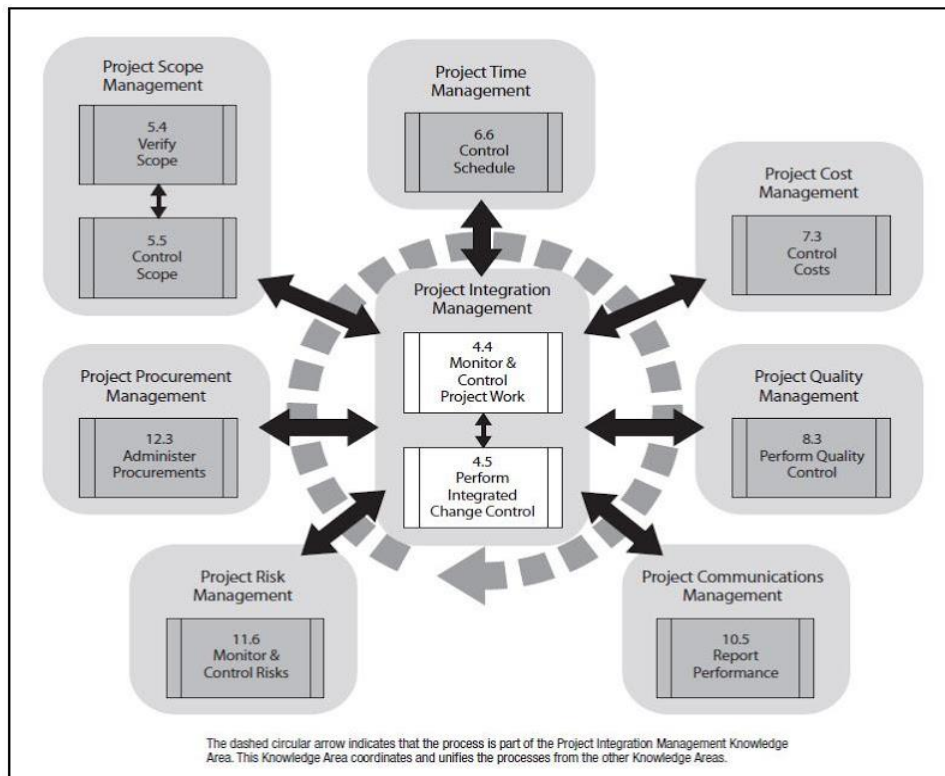 Project Scope
Management
5.4
Verify
Scope
5.5
Control
Scope
Project Time
Management
6.6
Control
Schedule
Project Cost
Management
7.3
Control
Costs
Project Integration
Management
4.4
Monitor &
Control
Project Work
4.5
Perform
Integrated
Change Control
Project Procurement
Management
12.3
Administer
Procurements
Project Quality
Management
8.3
Perform Quality
Control
Project Risk
Management
11.6
Monitor &
Control Risks
Project Communications
Management
10.5
Report
Performance
The dashed circular arrow indicates that the process is part of the Project Integration Management Knowledge
Area. This Knowledge Area coordinates and unifies the processes from the other Knowledge Areas.